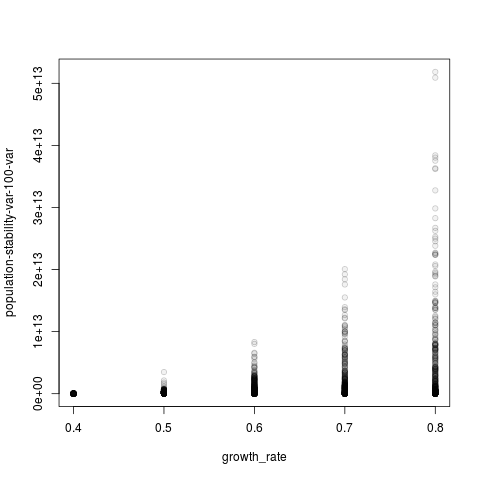 5e+13
4e+13
3e+13
2e+13
1e+13
0e+00
population-stability-var-100-var
0.4 0.5 0.6 0.7 0.8
growth_rate